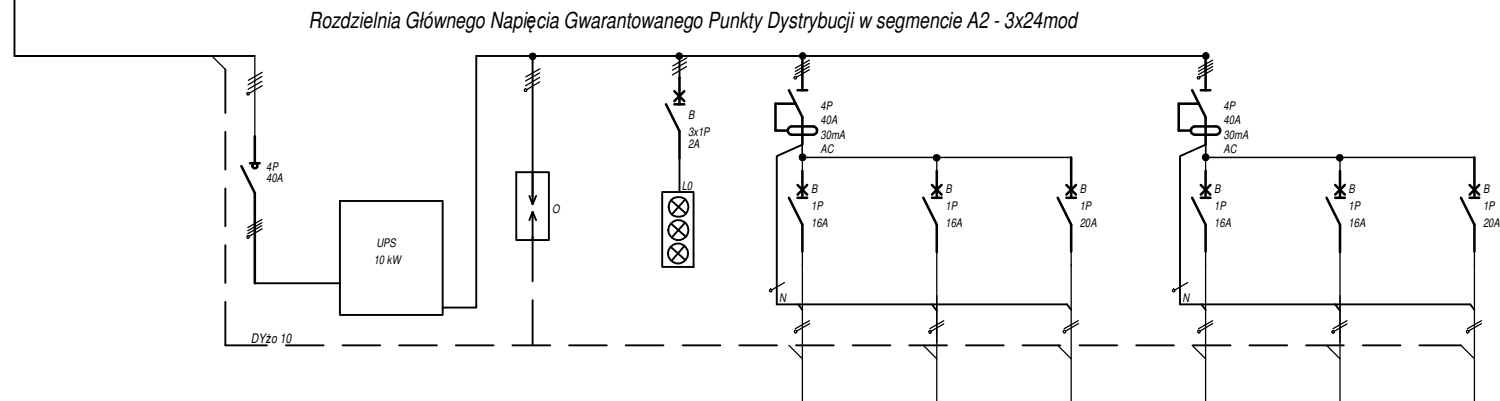 Rozdzielnia Głównego Napięcia Gwarantowanego Punkty Dystrybucji w segmencie A2 - 3x24mod
4P
40A
UPS
10 kW
DYżo 10
O
B
3x1P
2A
L0
4P
40A
30mA
AC
B
1P
16A
B
1P
16A
B
1P
20A
N
4P
40A
30mA
AC
B
1P
16A
B
1P
16A
B
1P
20A
N